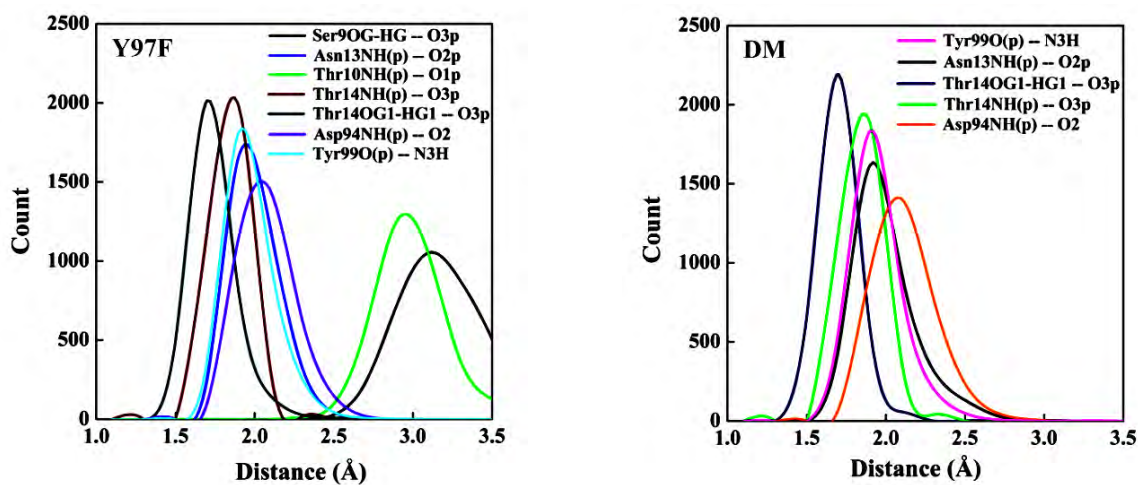 Y97F
Ser9OG-HG -- O3p
Asn13NH(p) -- O2p
Thr10NH(p) -- O1p
Thr14NH(p) -- O3p
Thr14OG1-HG1 -- O3p
Asp94NH(p) -- O2
Tyr99O(p) -- N3H
2500
2000
1500
1000
500
0
Count
1.0 1.5 2.0 2.5 3.0 3.5
Distance (Å)
DM
Tyr99O(p) -- N3H
Asn13NH(p) -- O2p
Thr14OG1-HG1 -- O3p
Thr14NH(p) -- O3p
Asp94NH(p) -- O2
2500
2000
1500
1000
500
0
Count
1.0 1.5 2.0 2.5 3.0 3.5
Distance (Å)